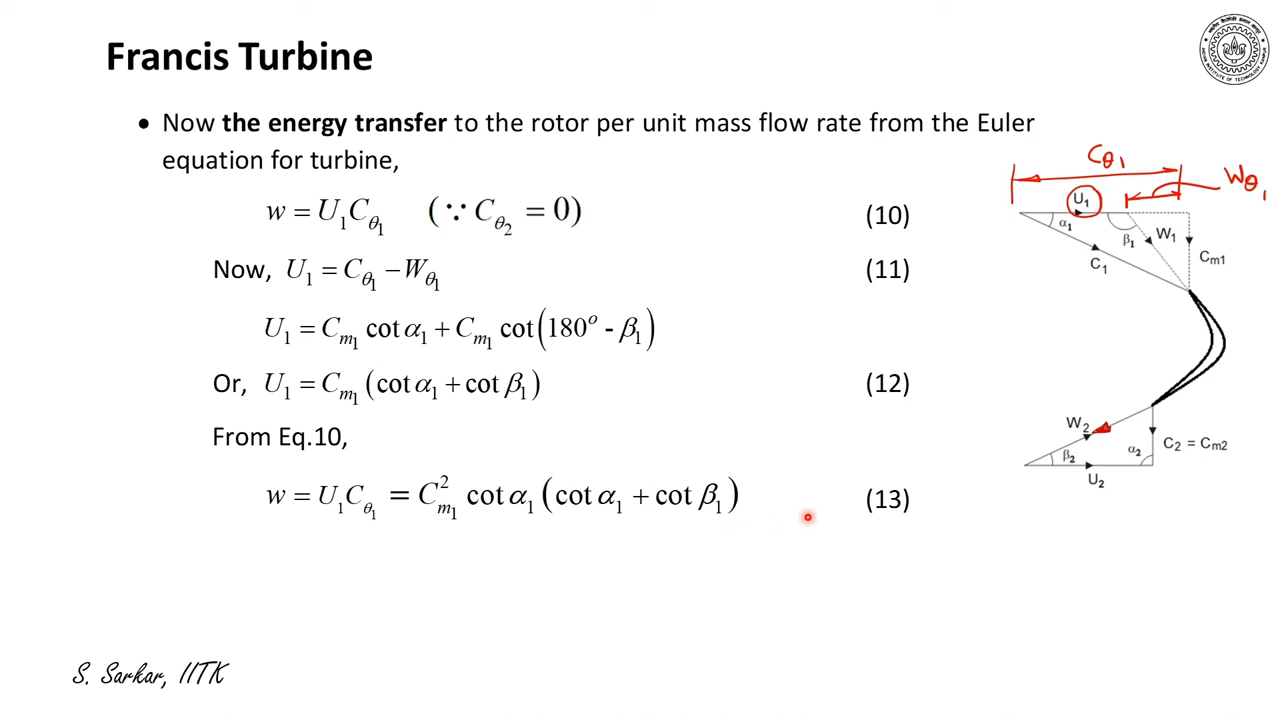 Francis Turbine
• Now the energy transfer to the rotor per unit mass flow rate from the Euler
equation for turbine,
w = U₁C_θ₁ (∵ C_θ₂ = 0) (10)
Now, U₁ = C_θ₁ − W_θ₁ (11)
U₁ = C_m₁ cot α₁ + C_m₁ cot(180° - β₁)
Or, U₁ = C_m₁ (cot α₁ + cot β₁) (12)
From Eq.10,
w = U₁C_θ₁ = C²_m₁ cot α₁ (cot α₁ + cot β₁) (13)
C_θ₁
W_θ₁
U₁
α₁
β₁
W₁
C₁
C_m1
W₂
β₂
α₂
C₂ = C_m2
U₂
S. Sarkar, IITK